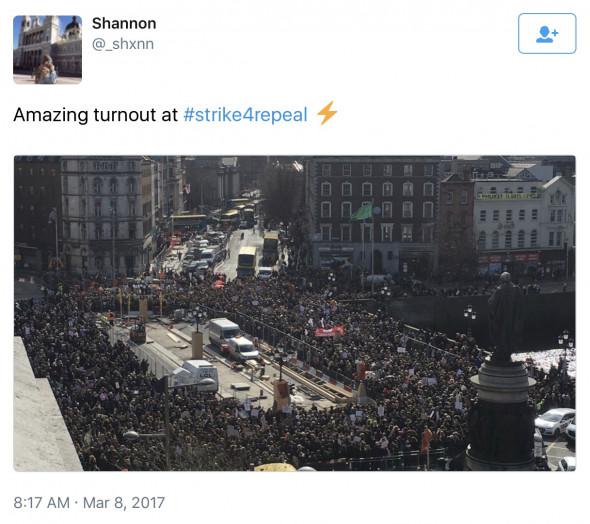 Shannon
@_shxnn
Amazing turnout at #strike4repeal ⚡
8:17 AM · Mar 8, 2017